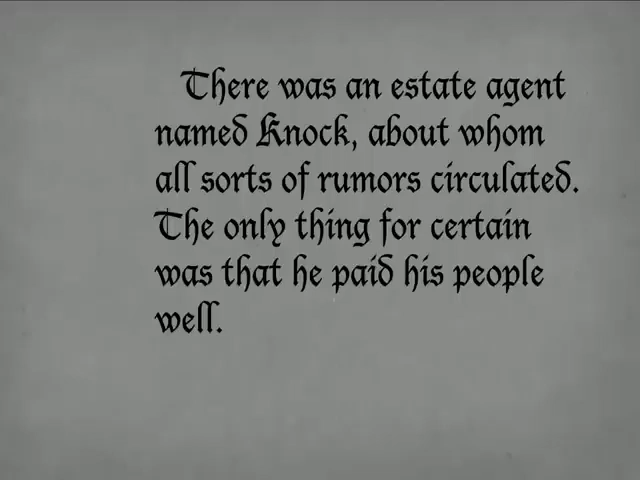 There was an estate agent
named Knock, about whom
all sorts of rumors circulated.
The only thing for certain
was that he paid his people
well.